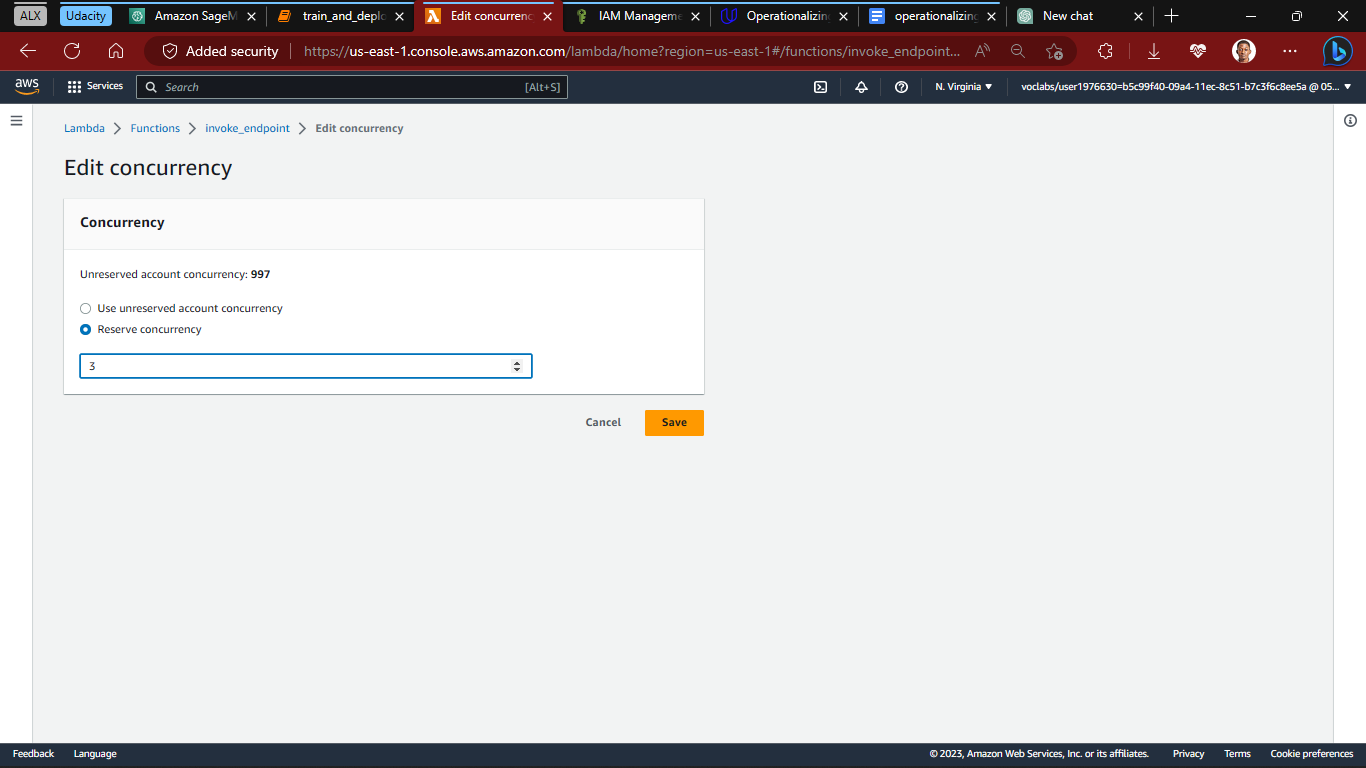 ALX
Udacity
Amazon SageM
train_and_deplo
Edit concurrenc
IAM Manageme
Operationalizin
operationalizing
New chat
Added security
https://us-east-1.console.aws.amazon.com/lambda/home?region=us-east-1#/functions/invoke_endpoint...
aws
Services
Search
[Alt+S]
N. Virginia
voclabs/user1976630=b5c99f40-09a4-11ec-8c51-b7c3f6c8ee5a @ 05...
Lambda > Functions > invoke_endpoint > Edit concurrency
Edit concurrency
Concurrency
Unreserved account concurrency: 997
Use unreserved account concurrency
Reserve concurrency
3
Cancel
Save
Feedback
Language
© 2023, Amazon Web Services, Inc. or its affiliates.
Privacy
Terms
Cookie preferences